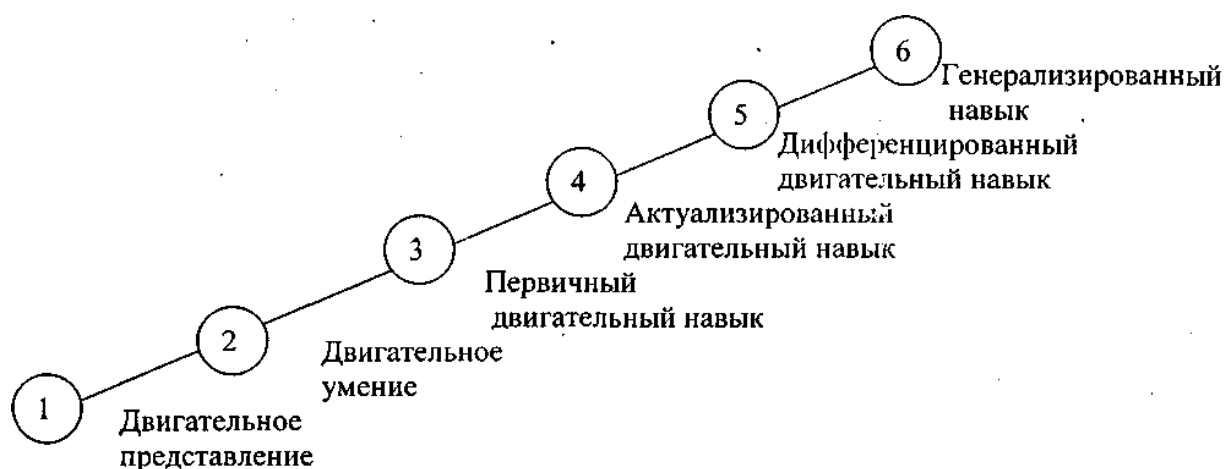 6
Генерализированный
навык
5
Дифференцированный
двигательный навык
4
Актуализированный
двигательный навык
3
Первичный
двигательный навык
2
Двигательное
умение
1
Двигательное
представление